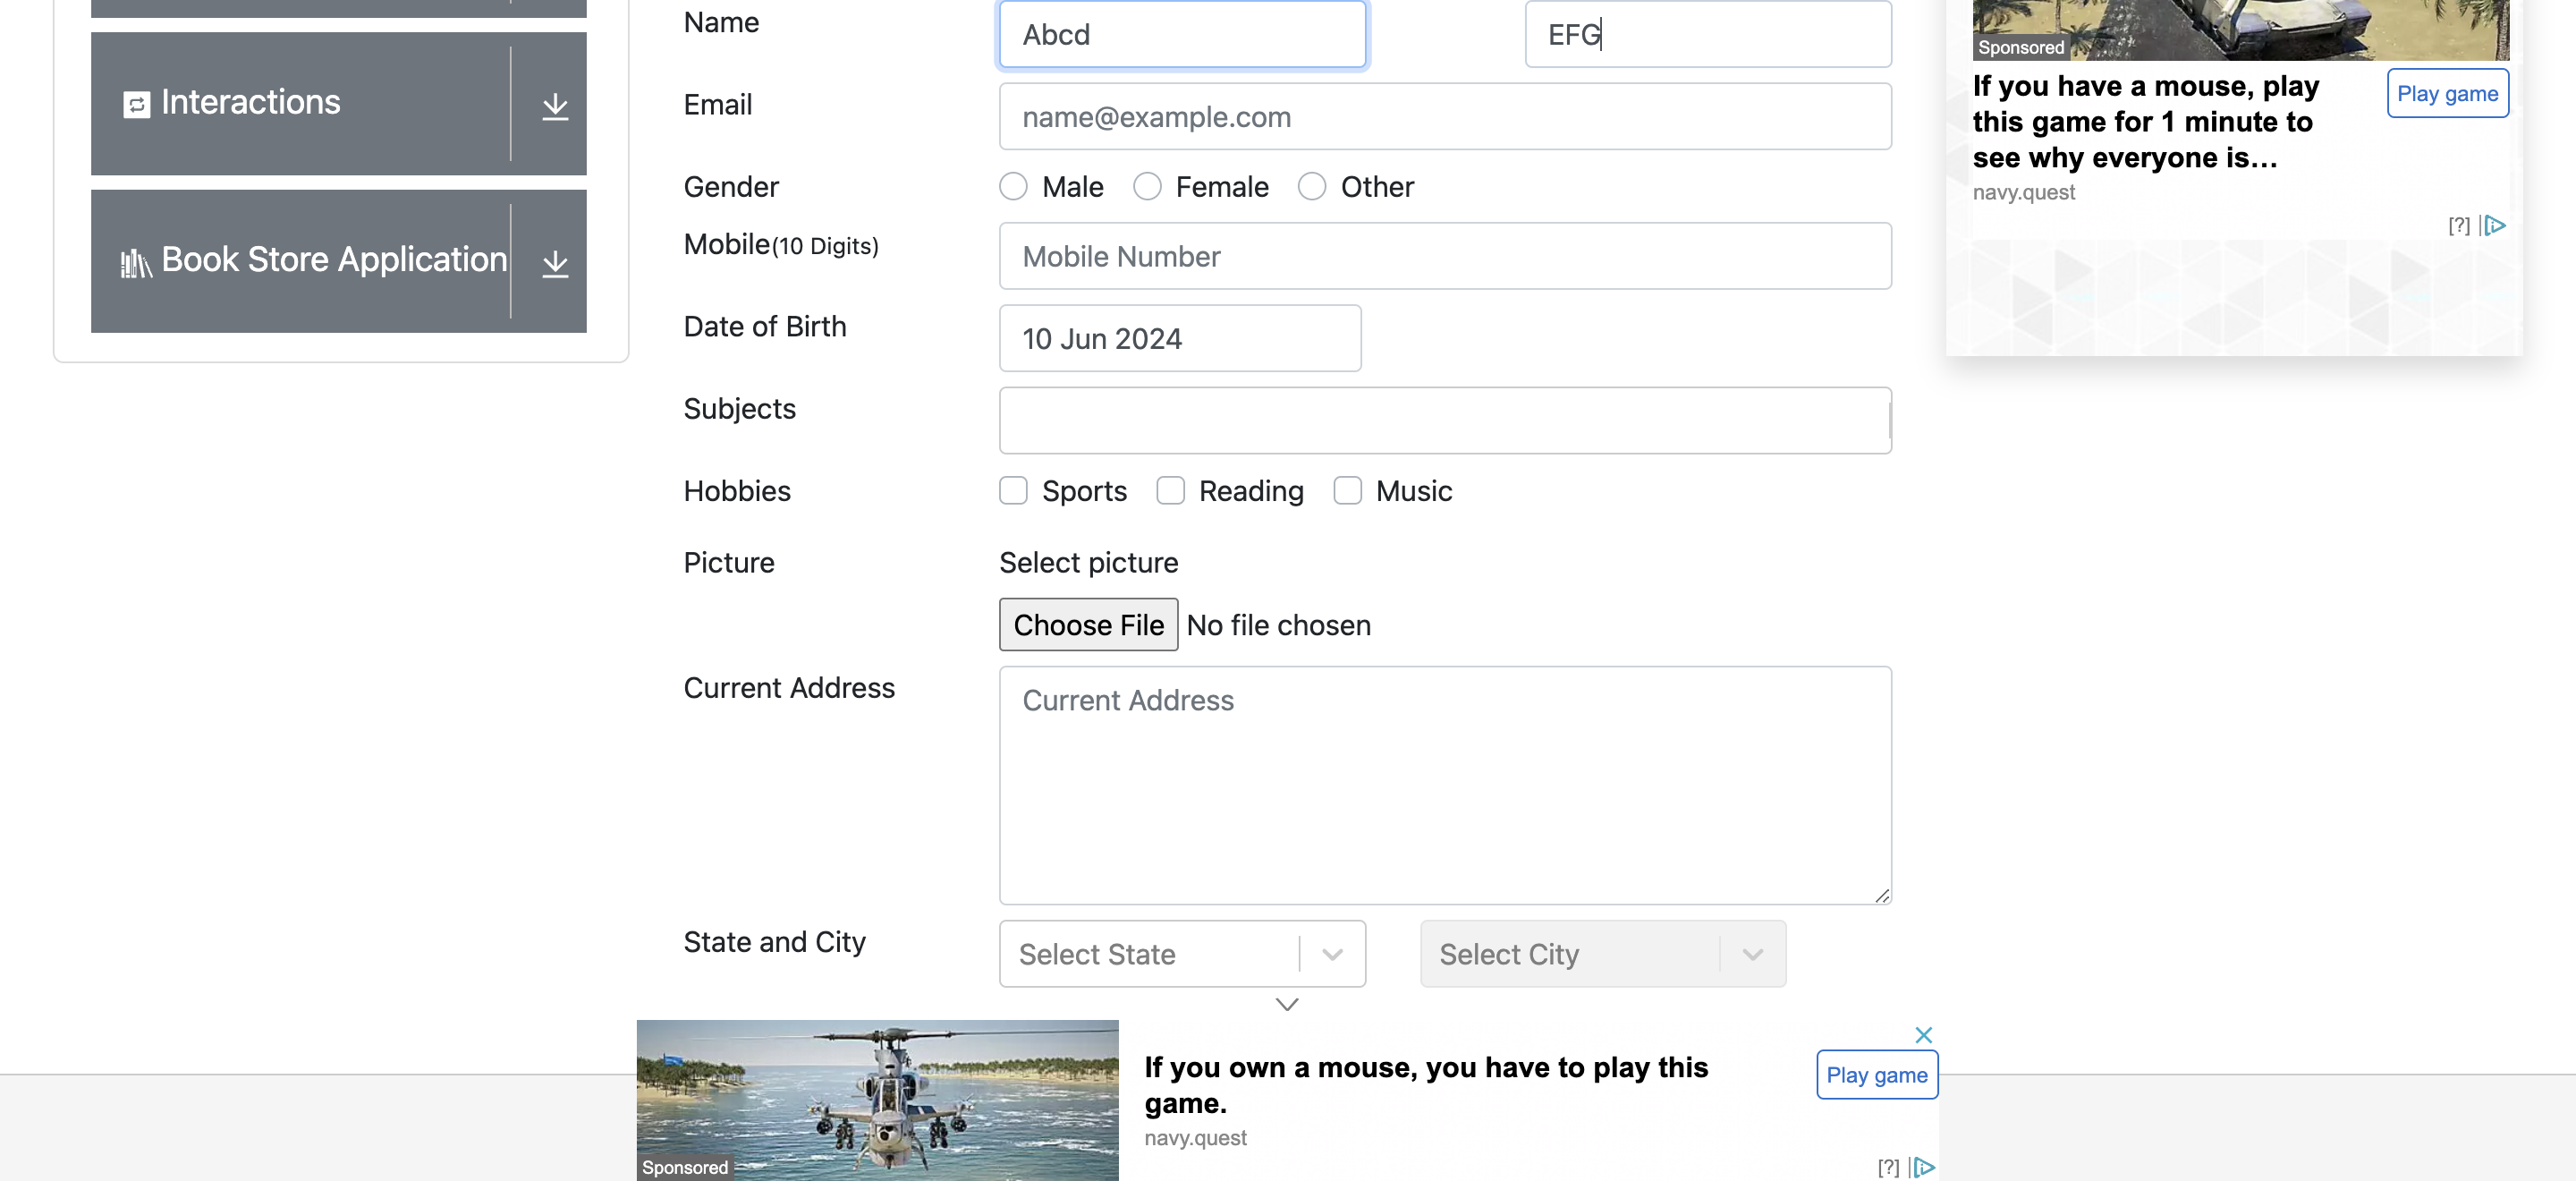 Interactions
Book Store Application
Name
Abcd
EFG
Email
name@example.com
Gender
Male
Female
Other
Mobile(10 Digits)
Mobile Number
Date of Birth
10 Jun 2024
Subjects
Hobbies
Sports
Reading
Music
Picture
Select picture
Choose File
No file chosen
Current Address
Current Address
State and City
Select State
Select City
Sponsored
If you have a mouse, play
this game for 1 minute to
see why everyone is...
navy.quest
Play game
[?]
Sponsored
If you own a mouse, you have to play this
game.
navy.quest
Play game
[?]